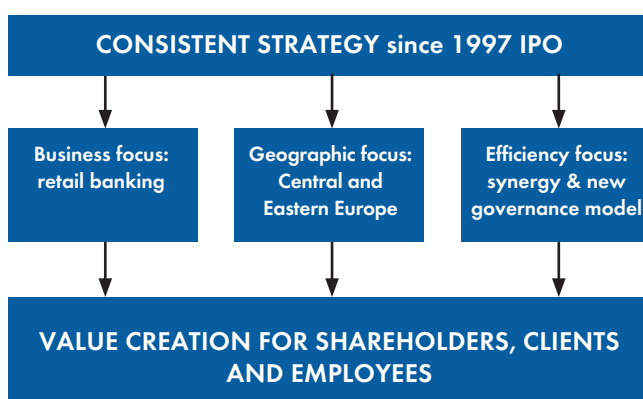 CONSISTENT STRATEGY since 1997 IPO
Business focus:
retail banking
Geographic focus:
Central and
Eastern Europe
Efficiency focus:
synergy & new
governance model
VALUE CREATION FOR SHAREHOLDERS, CLIENTS
AND EMPLOYEES